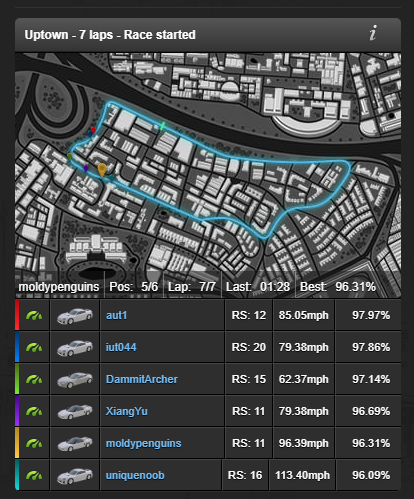 Uptown - 7 laps - Race started
i
moldypenguins Pos: 5/6 Lap: 7/7 Last: 01:28 Best: 96.31%
aut1 RS: 12 85.05mph 97.97%
iut044 RS: 20 79.38mph 97.86%
DammitArcher RS: 15 62.37mph 97.14%
XiangYu RS: 11 79.38mph 96.69%
moldypenguins RS: 11 96.39mph 96.31%
uniquenoob RS: 16 113.40mph 96.09%